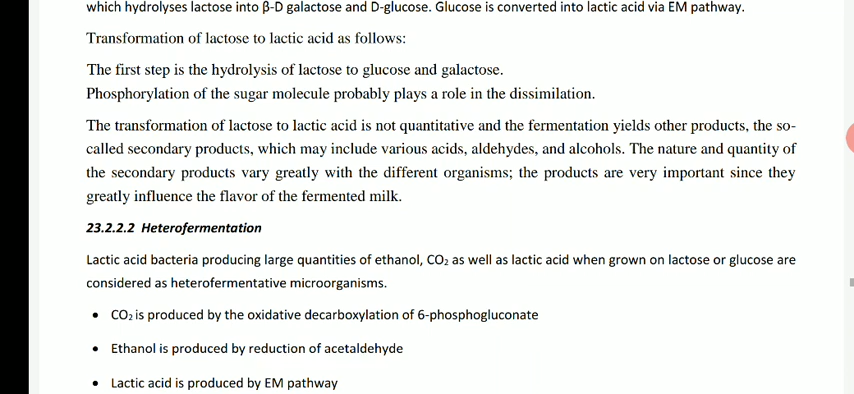 which hydrolyses lactose into β-D galactose and D-glucose. Glucose is converted into lactic acid via EM pathway.
Transformation of lactose to lactic acid as follows:
The first step is the hydrolysis of lactose to glucose and galactose.
Phosphorylation of the sugar molecule probably plays a role in the dissimilation.
The transformation of lactose to lactic acid is not quantitative and the fermentation yields other products, the so-
called secondary products, which may include various acids, aldehydes, and alcohols. The nature and quantity of
the secondary products vary greatly with the different organisms; the products are very important since they
greatly influence the flavor of the fermented milk.
23.2.2.2 Heterofermentation
Lactic acid bacteria producing large quantities of ethanol, CO₂ as well as lactic acid when grown on lactose or glucose are
considered as heterofermentative microorganisms.
• CO₂ is produced by the oxidative decarboxylation of 6-phosphogluconate
• Ethanol is produced by reduction of acetaldehyde
• Lactic acid is produced by EM pathway